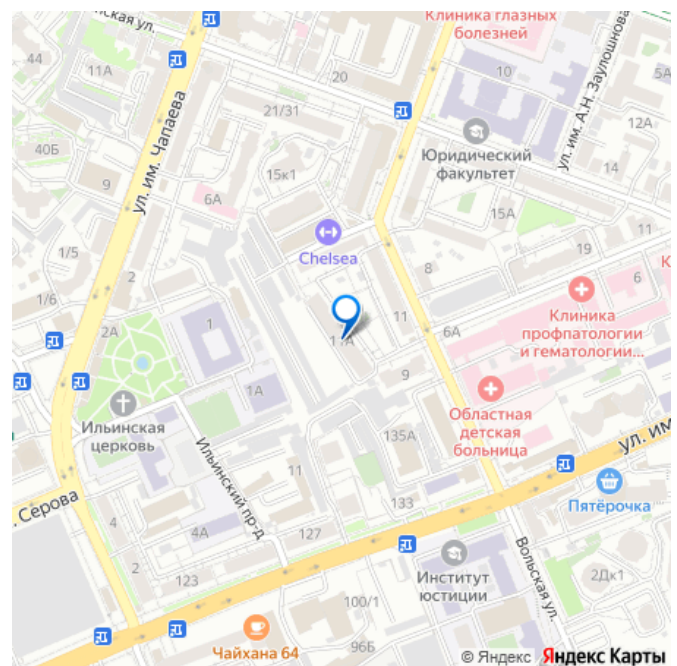 Клиника глазных
болезней
ская ул.
44
11А
20
10
5А
ул. им. А.Н. Заулошнова
21/31
12А
40Б
Юридический
факультет
14
15к1
9
6А
ул. им. Чапаева
15А
Chelsea
19
1/5
8
6
К
2
Клиника
профпатологии
и гематологии...
1/6
2А
1
11
6А
9
1А
Ильинская
церковь
Областная
детская
больница
135А
ул. им
Ильинский пр-д
11
Серова
Пятёрочка
133
4
4А
127
Вольская ул.
2
123
Институт
юстиции
2Дк1
100/1
Чайхана 64
96Б
© Яндекс Яндекс Карты